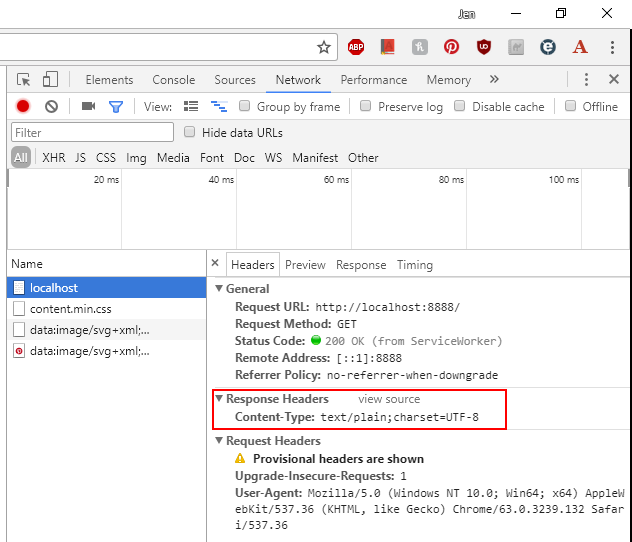 Jen
ABP
A
Elements Console Sources Network Performance Memory
View: Group by frame Preserve log Disable cache Offline
Filter Hide data URLs
All XHR JS CSS Img Media Font Doc WS Manifest Other
20 ms 40 ms 60 ms 80 ms 100 ms
Name
Headers Preview Response Timing
localhost
content.min.css
data:image/svg+xml;...
data:image/svg+xml;...
General
Request URL: http://localhost:8888/
Request Method: GET
Status Code: 200 OK (from ServiceWorker)
Remote Address: [::1]:8888
Referrer Policy: no-referrer-when-downgrade
Response Headers view source
Content-Type: text/plain;charset=UTF-8
Request Headers
Provisional headers are shown
Upgrade-Insecure-Requests: 1
User-Agent: Mozilla/5.0 (Windows NT 10.0; Win64; x64) AppleW
ebKit/537.36 (KHTML, like Gecko) Chrome/63.0.3239.132 Safar
i/537.36